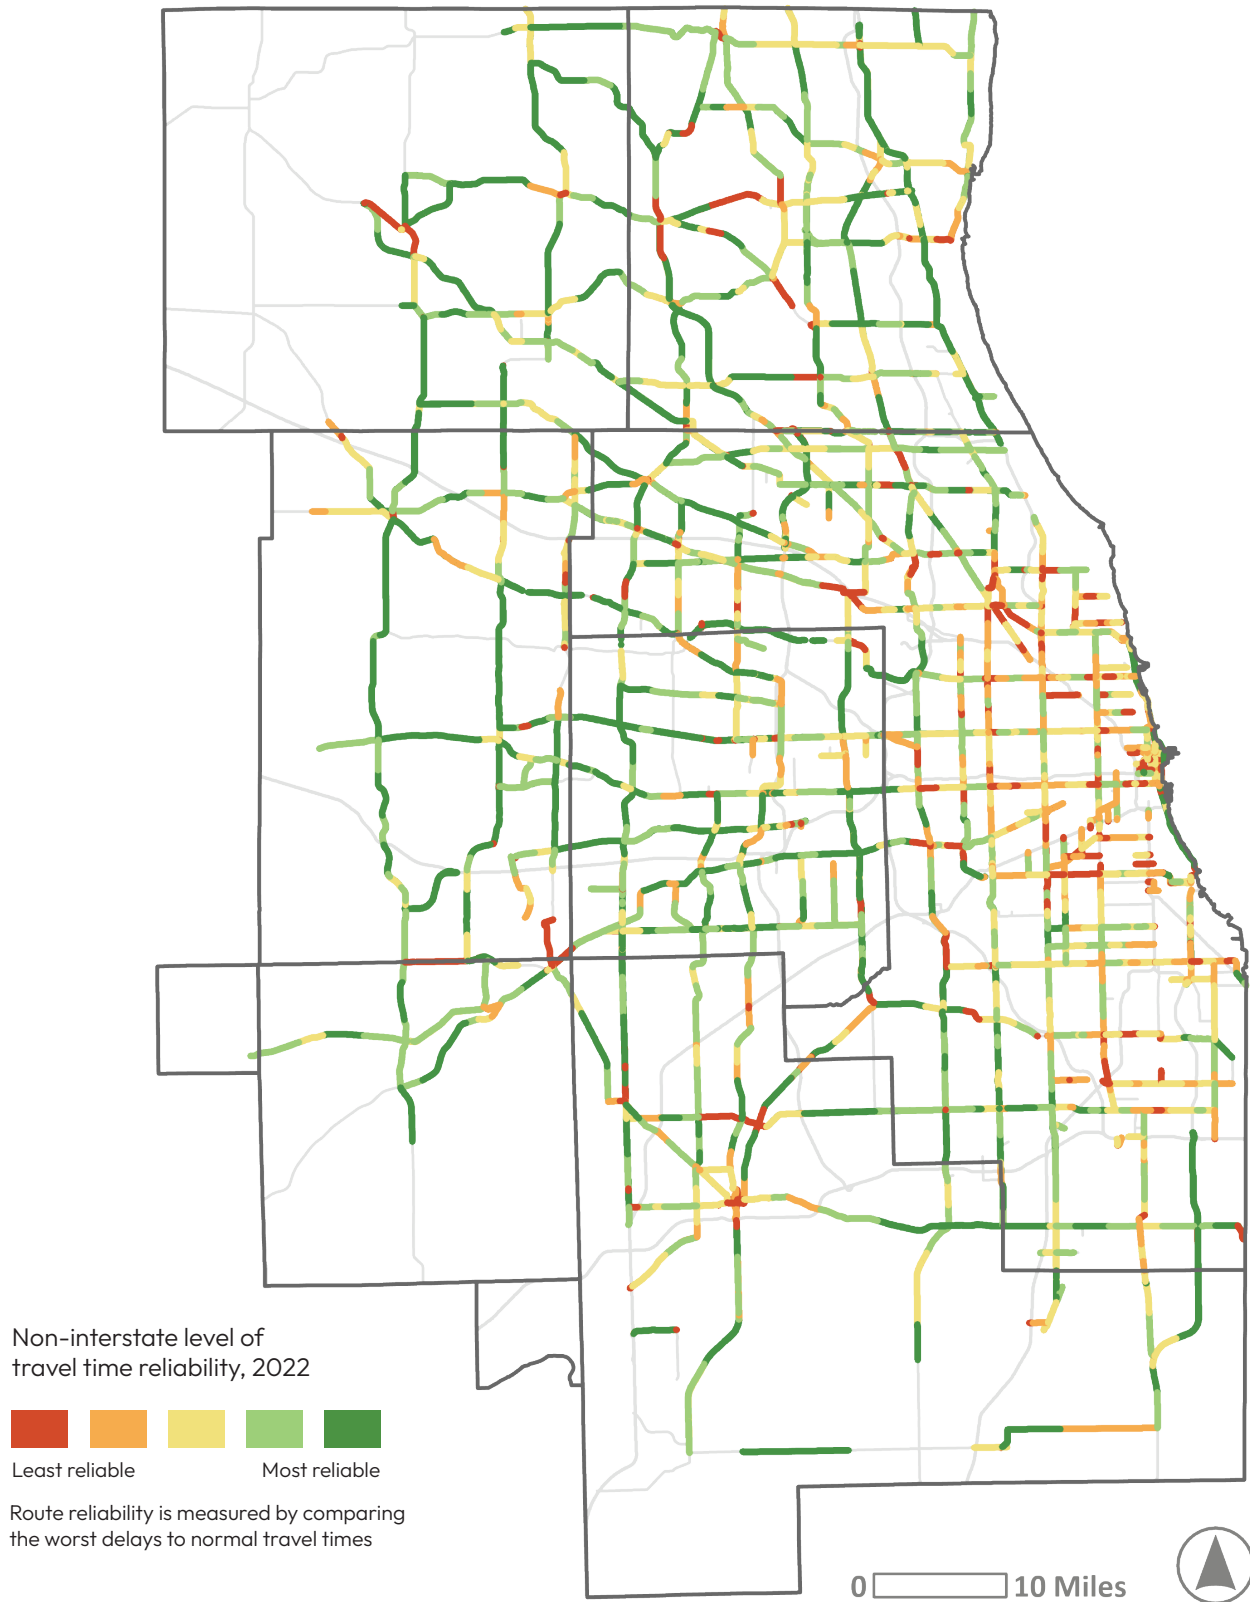 Non-interstate level of
travel time reliability, 2022
Least reliable
Most reliable
Route reliability is measured by comparing
the worst delays to normal travel times
0 10 Miles